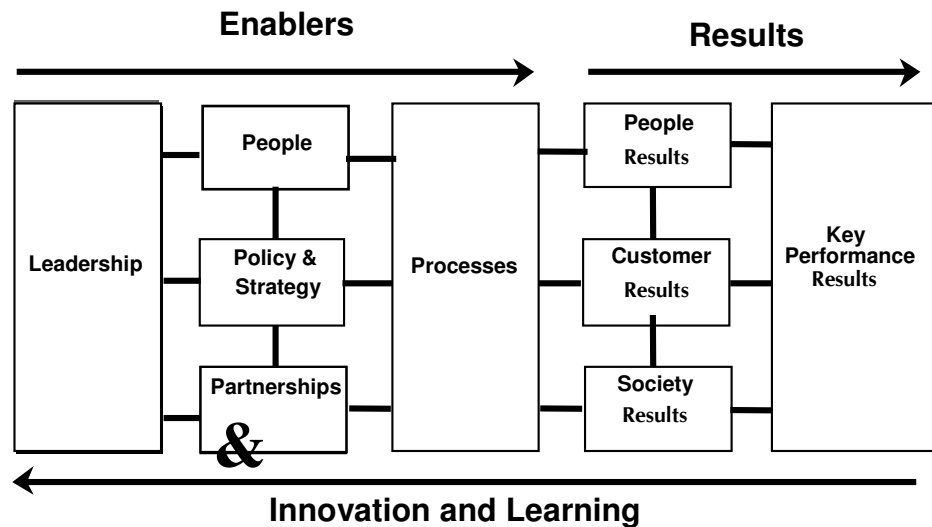 Enablers
Results
Leadership
People
Policy &
Strategy
Partnerships
&
Processes
People
Results
Customer
Results
Society
Results
Key
Performance
Results
Innovation and Learning